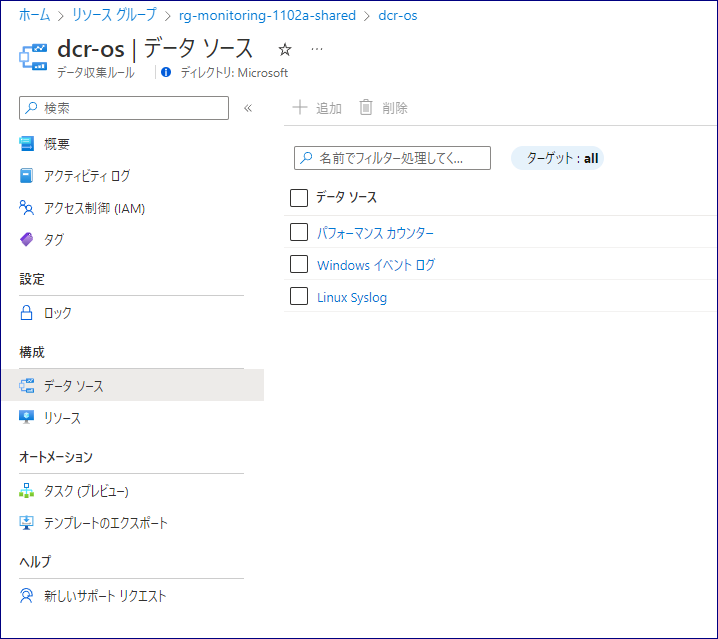 ホーム > リソース グループ > rg-monitoring-1102a-shared > dcr-os
dcr-os | データ ソース
データ収集ルール ディレクトリ: Microsoft
検索
概要
アクティビティ ログ
アクセス制御 (IAM)
タグ
設定
ロック
構成
データ ソース
リソース
オートメーション
タスク (プレビュー)
テンプレートのエクスポート
ヘルプ
新しいサポート リクエスト
追加 削除
名前でフィルター処理してく... ターゲット : all
データ ソース
パフォーマンス カウンター
Windows イベント ログ
Linux Syslog